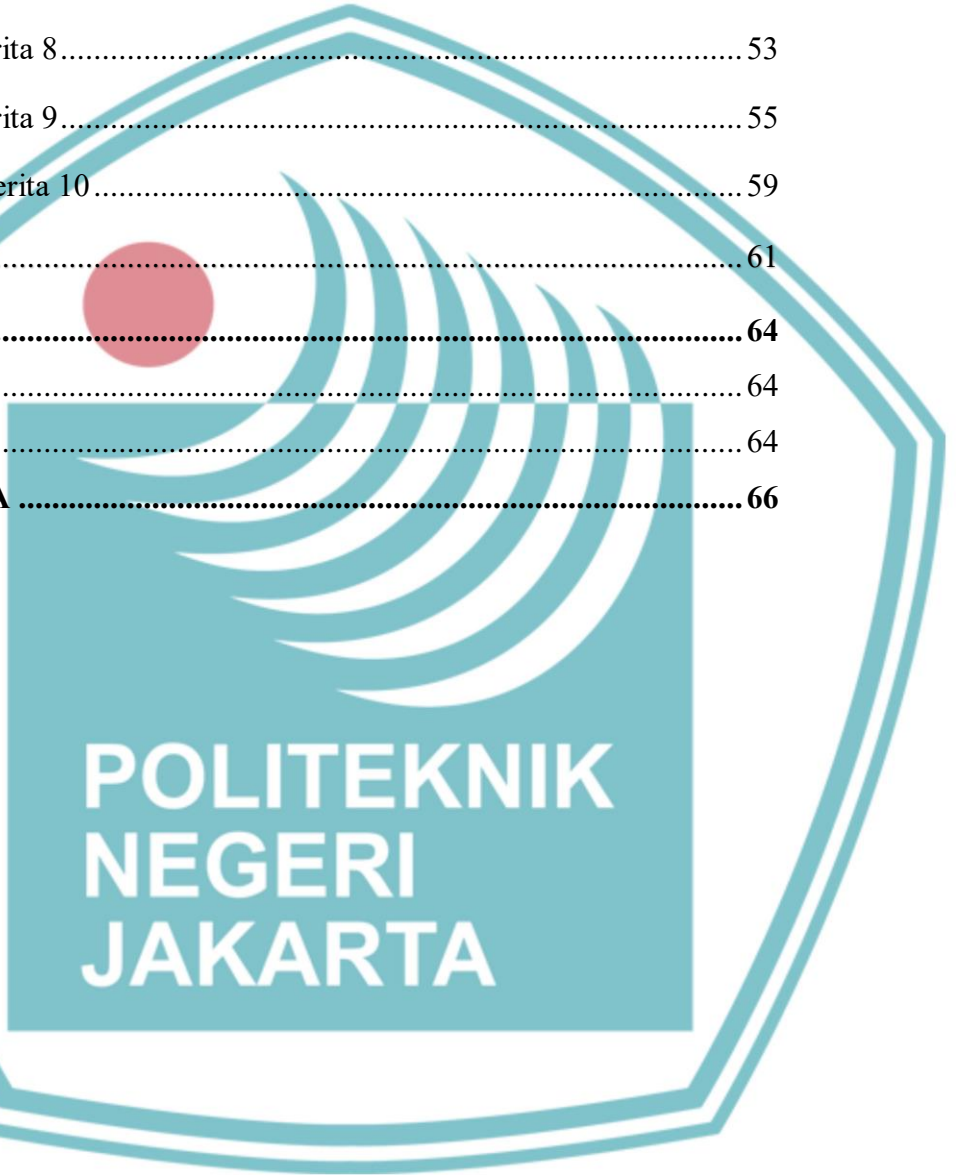 rita 8.......................................................................................... 53
rita 9.......................................................................................... 55
erita 10...................................................................................... 59
................................................................................................. 61
................................................................................................. 64
................................................................................................. 64
................................................................................................. 64
A ............................................................................................... 66
POLITEKNIK
NEGERI
JAKARTA